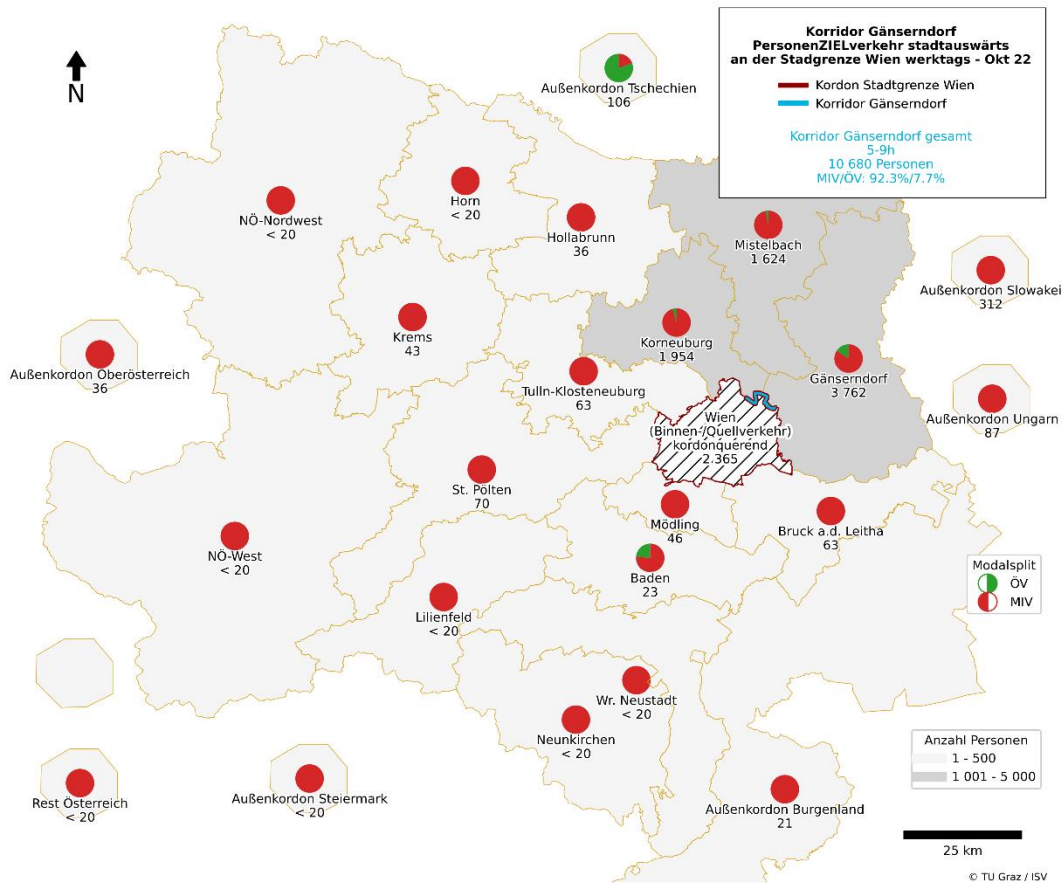 Korridor Gänserndorf
PersonenZIELverkehr stadtauswärts
an der Stadgrenze Wien werktags - Okt 22
Kordon Stadtgrenze Wien
Korridor Gänserndorf
Korridor Gänserndorf gesamt
5-9h
10 680 Personen
MIV/ÖV: 92.3%/7.7%
N
Außenkordon Tschechien
106
NÖ-Nordwest
< 20
Horn
< 20
Hollabrunn
36
Mistelbach
1 624
Außenkordon Slowakei
312
Krems
43
Korneuburg
1 954
Außenkordon Oberösterreich
36
Tulln-Klosteneuburg
63
Gänserndorf
3 762
Außenkordon Ungarn
87
Wien
(Binnen-/Quellverkehr)
kordonquerend
2.365
St. Pölten
70
Mödling
46
Bruck a.d. Leitha
63
NÖ-West
< 20
Baden
23
Modalsplit
ÖV
MIV
Lilienfeld
< 20
Wr. Neustadt
< 20
Neunkirchen
< 20
Rest Österreich
< 20
Außenkordon Steiermark
< 20
Außenkordon Burgenland
21
Anzahl Personen
1 - 500
1 001 - 5 000
25 km
© TU Graz / ISV